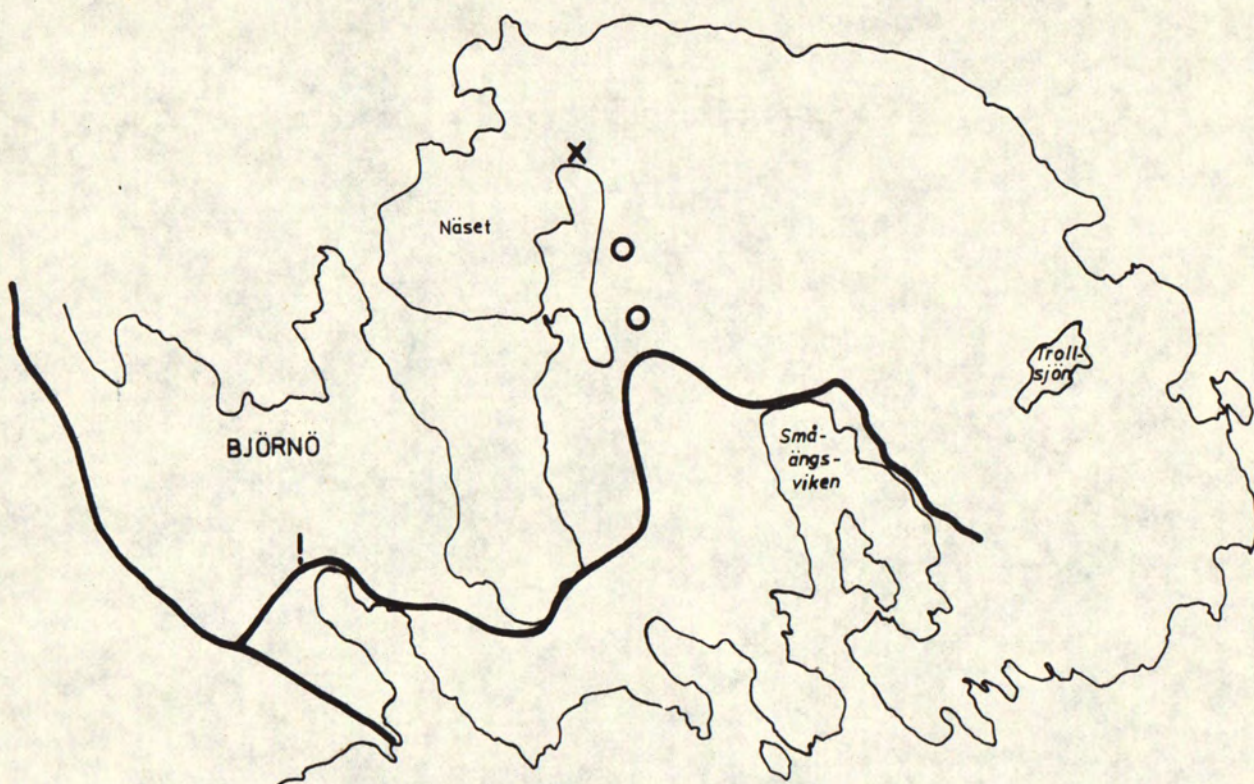 Näset
Troll-
sjön
BJÖRNÖ
Små-
ängs-
viken
!